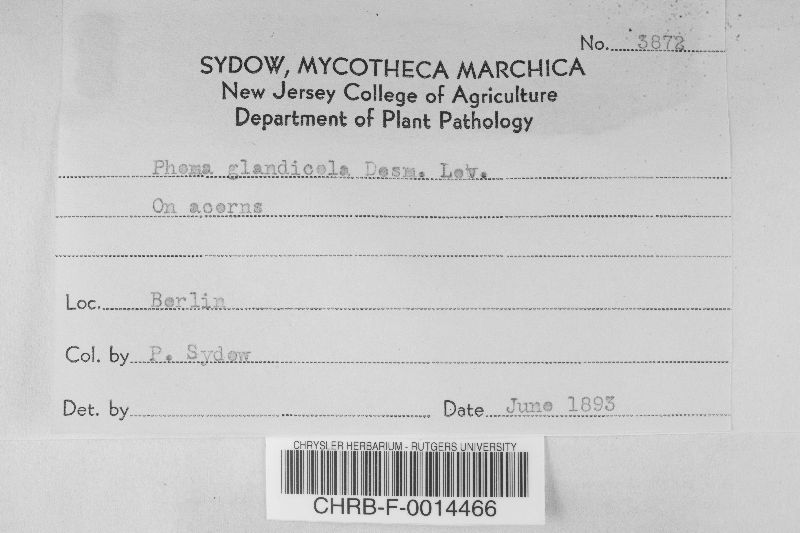 No. 3872
SYDOW, MYCOTHECA MARCHICA
New Jersey College of Agriculture
Department of Plant Pathology
Phoma glandicola Desm. Lev.
On acorns
Loc. Berlin
Col. by P. Sydow
Det. by
Date June 1893
CHRYSLER HERBARIUM - RUTGERS UNIVERSITY
CHRB-F-0014466